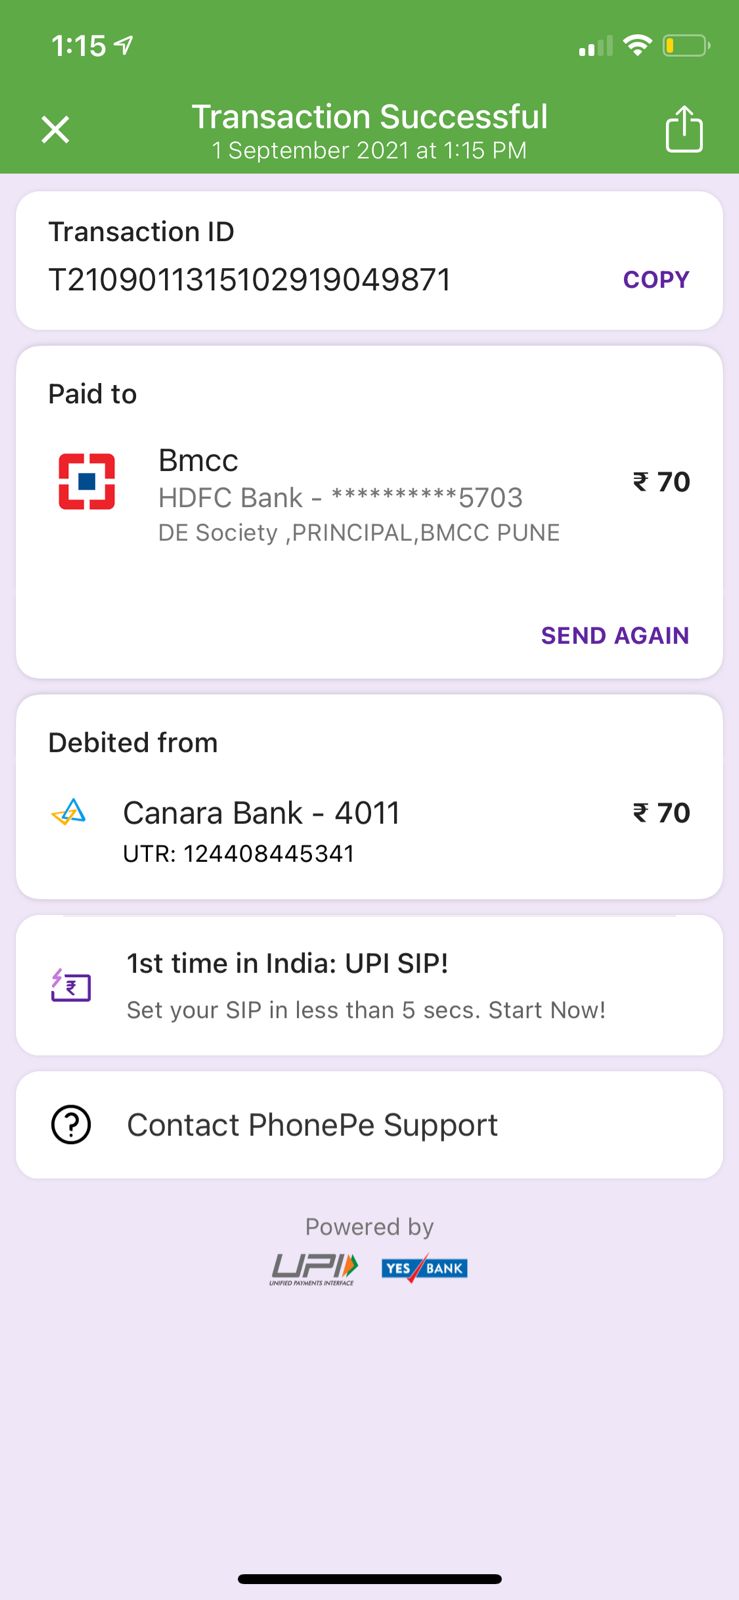 1:15
Transaction Successful
1 September 2021 at 1:15 PM
Transaction ID
T2109011315102919049871
COPY
Paid to
Bmcc
HDFC Bank - **********5703
DE Society ,PRINCIPAL,BMCC PUNE
₹ 70
SEND AGAIN
Debited from
Canara Bank - 4011
₹ 70
UTR: 124408445341
1st time in India: UPI SIP!
Set your SIP in less than 5 secs. Start Now!
Contact PhonePe Support
Powered by
UPI
UNIFIED PAYMENTS INTERFACE
YES BANK